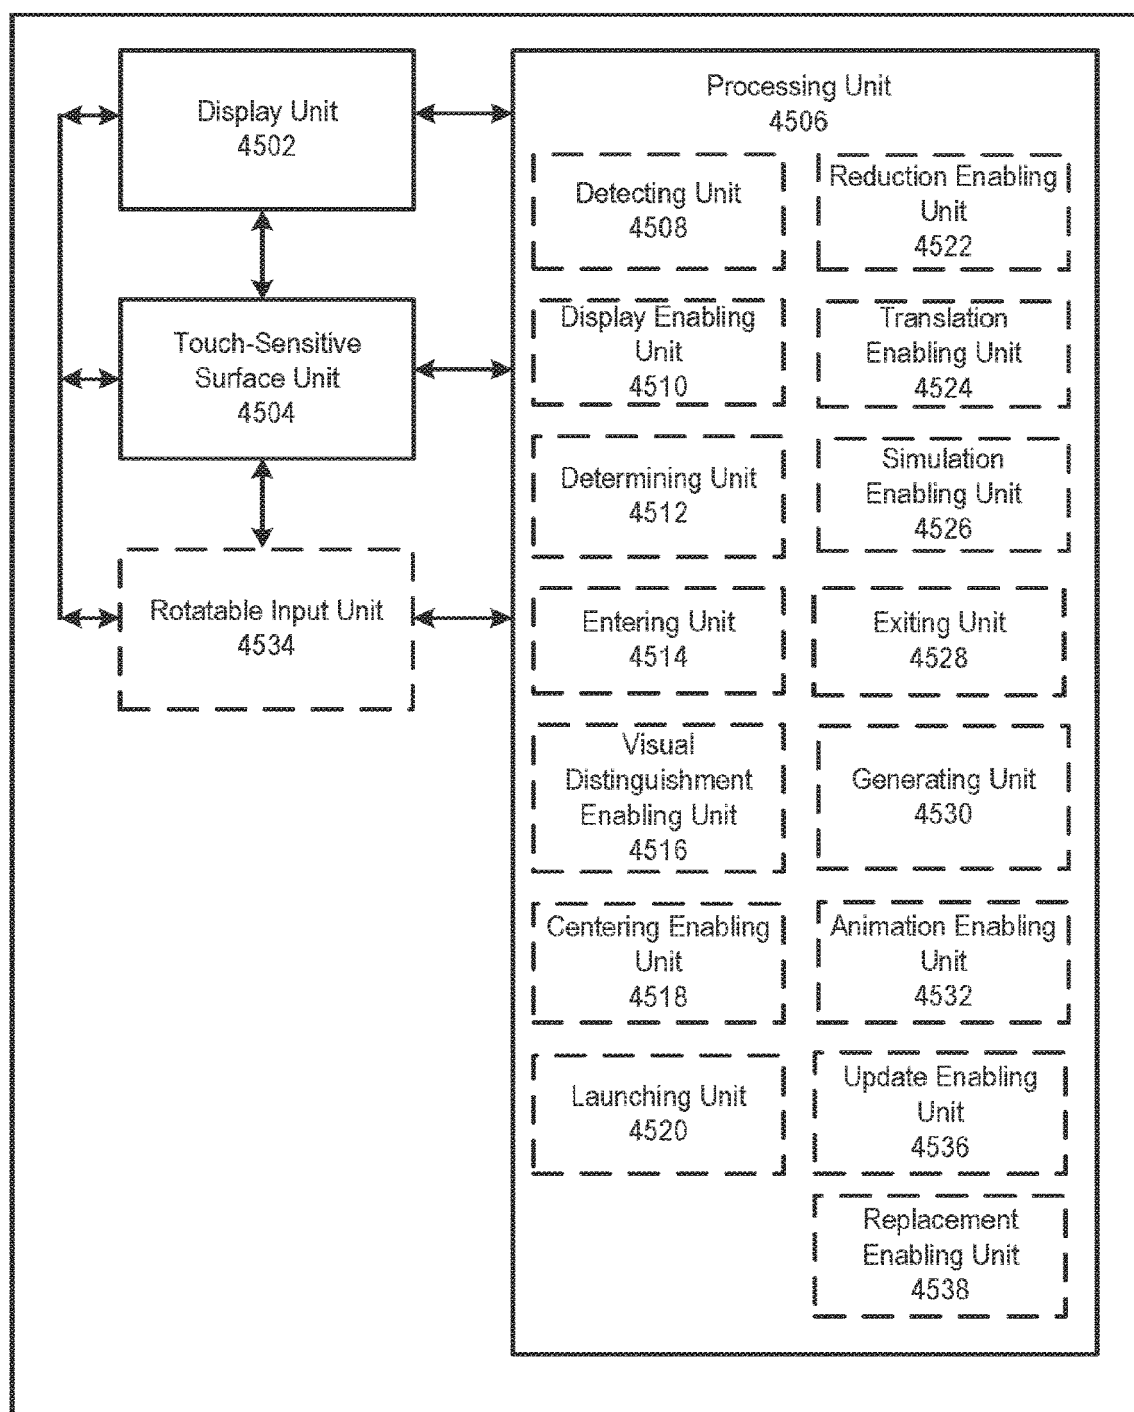 Display Unit
4502
Touch-Sensitive
Surface Unit
4504
Rotatable Input Unit
4534
Processing Unit
4506
Detecting Unit
4508
Display Enabling
Unit
4510
Determining Unit
4512
Entering Unit
4514
Visual
Distinguishment
Enabling Unit
4516
Centering Enabling
Unit
4518
Launching Unit
4520
Reduction Enabling
Unit
4522
Translation
Enabling Unit
4524
Simulation
Enabling Unit
4526
Exiting Unit
4528
Generating Unit
4530
Animation Enabling
Unit
4532
Update Enabling
Unit
4536
Replacement
Enabling Unit
4538